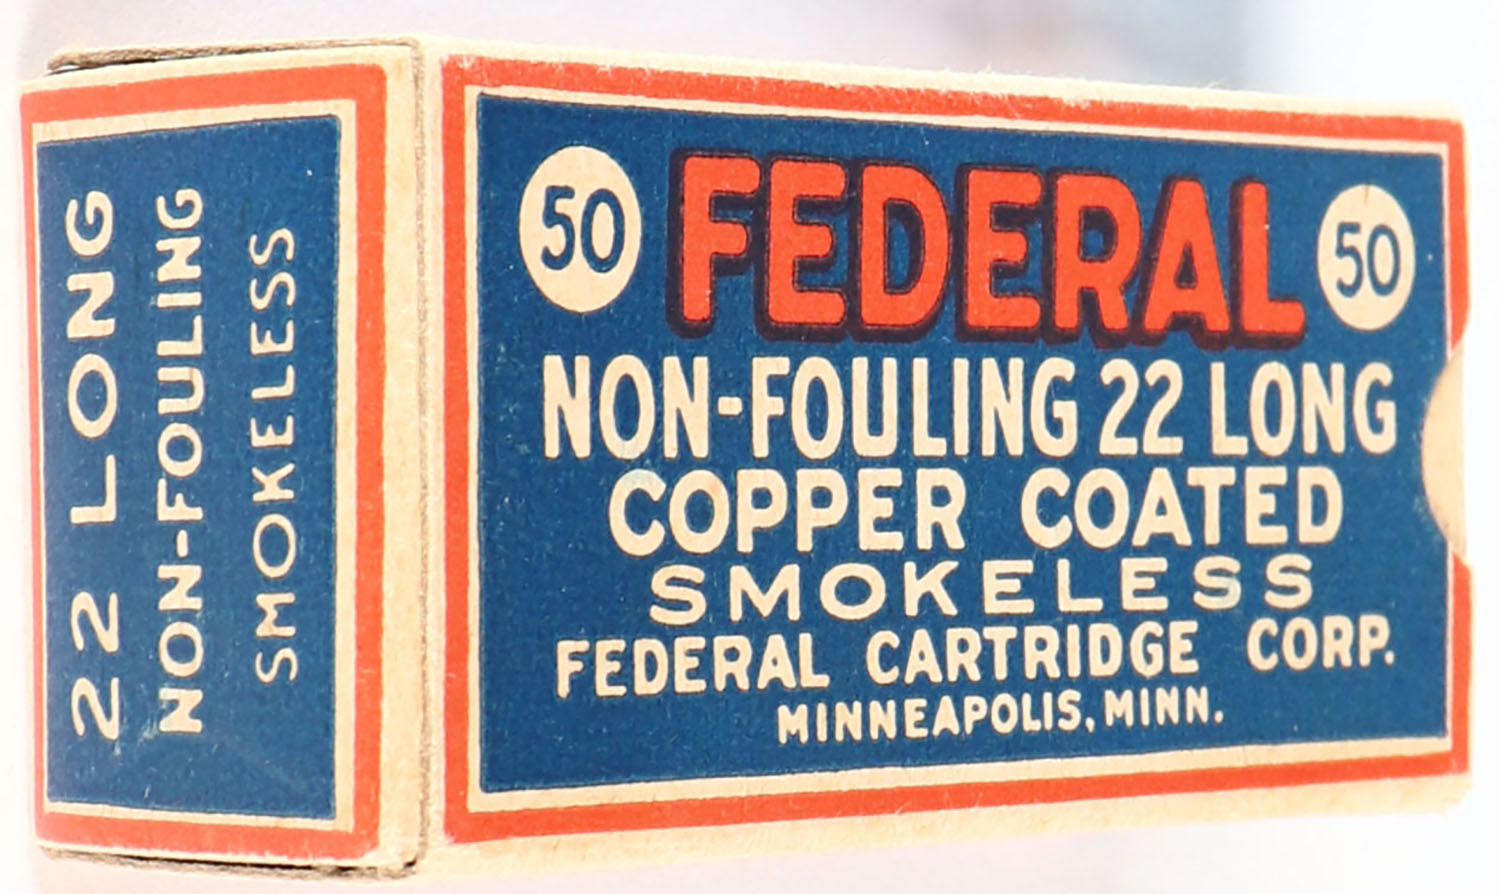 22 LONG
NON-FOULING
SMOKELESS
50 FEDERAL 50
NON-FOULING 22 LONG
COPPER COATED
SMOKELESS
FEDERAL CARTRIDGE CORP.
MINNEAPOLIS, MINN.